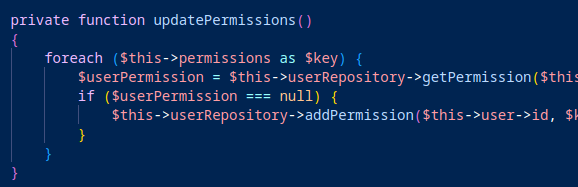 private function updatePermissions()
{
foreach ($this->permissions as $key) {
$userPermission = $this->userRepository->getPermission($this
if ($userPermission === null) {
$this->userRepository->addPermission($this->user->id, $k
}
}
}